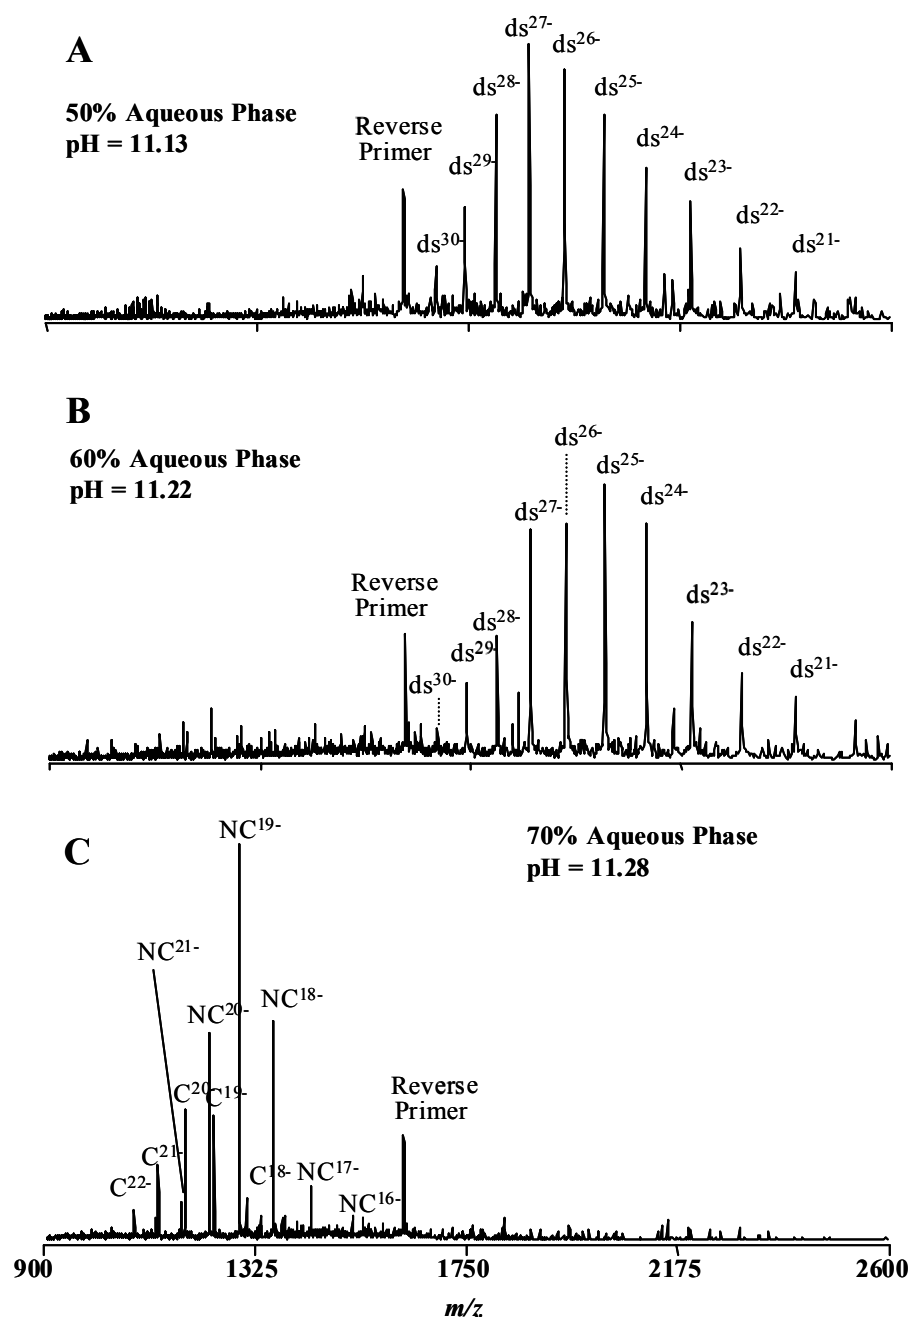 A
50% Aqueous Phase
pH = 11.13
Reverse
Primer
ds30-
ds29-
ds28-
ds27-
ds26-
ds25-
ds24-
ds23-
ds22-
ds21-
B
60% Aqueous Phase
pH = 11.22
Reverse
Primer
ds30-
ds29-
ds28-
ds27-
ds26-
ds25-
ds24-
ds23-
ds22-
ds21-
C
70% Aqueous Phase
pH = 11.28
C22-
C21-
NC21-
C20-
NC20-
C19-
NC19-
C18-
NC18-
NC17-
NC16-
Reverse
Primer
900 1325 1750 2175 2600
m/z